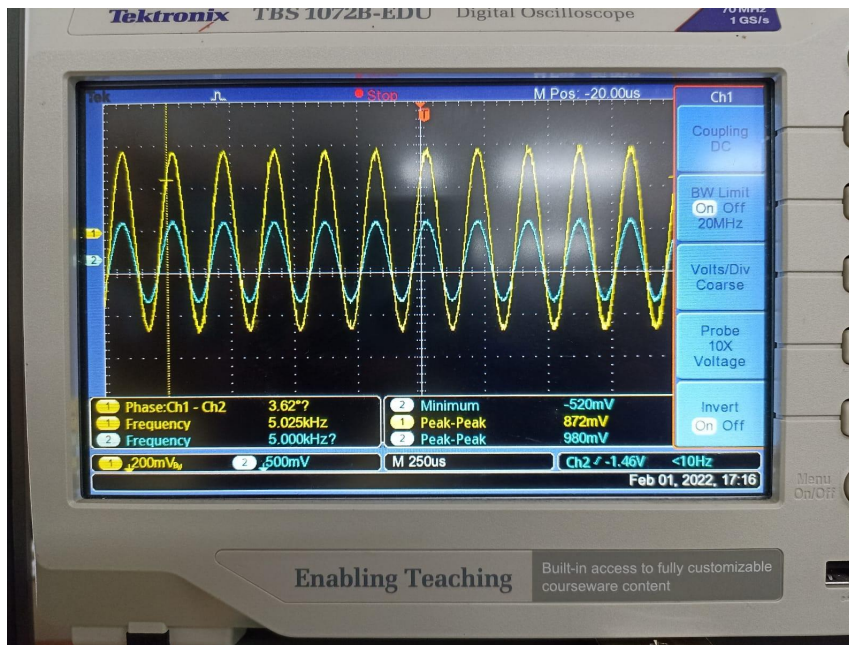 Tektronix TBS 1072B-EDU Digital Oscilloscope
70 MHz
1 GS/s
Tek Stop M Pos: -20.00us Ch1
T
Coupling
DC
BW Limit
On Off
20MHz
1
2
Volts/Div
Coarse
Probe
10X
Voltage
Invert
On Off
1 Phase:Ch1 - Ch2 3.62°?
1 Frequency 5.025kHz
2 Frequency 5.000kHz?
2 Minimum -520mV
1 Peak-Peak 872mV
2 Peak-Peak 980mV
1 200mVBW 2 500mV M 250us Ch2 -1.46V <10Hz
Feb 01, 2022, 17:16
Menu
On/Off
Enabling Teaching
Built-in access to fully customizable
courseware content